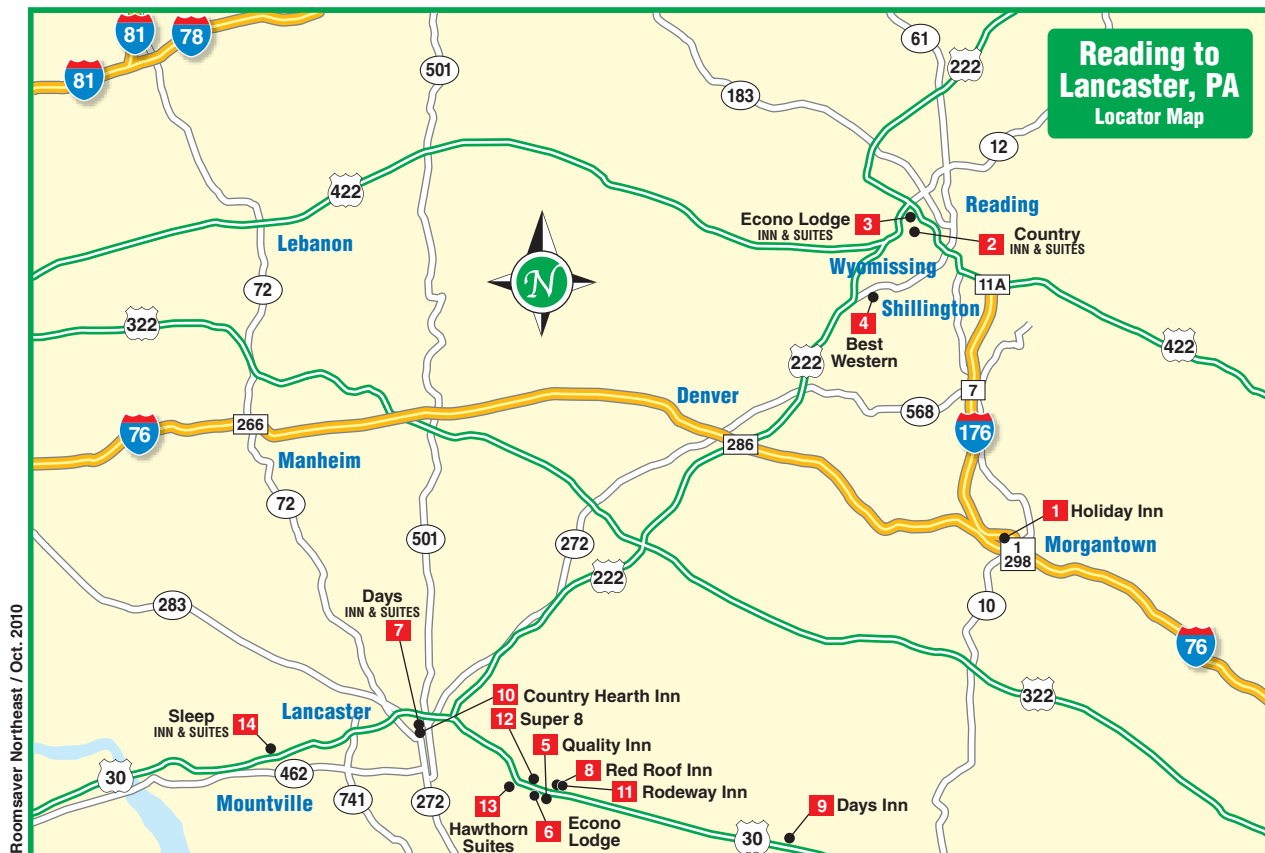 81
78
81
501
61
222
183
12
Reading to
Lancaster, PA
Locator Map
422
Lebanon
72
322
N
Econo Lodge
INN & SUITES
3
Reading
2
Country
INN & SUITES
Wyomissing
11A
Shillington
4
Best
Western
222
422
Denver
568
7
176
76
266
286
Manheim
72
501
272
1
Holiday Inn
1
298
Morgantown
222
10
283
Days
INN & SUITES
7
76
322
Lancaster
10
Country Hearth Inn
12
Super 8
Sleep
INN & SUITES
14
5
Quality Inn
8
Red Roof Inn
11
Rodeway Inn
30
462
Mountville
741
272
13
Hawthorn
Suites
6
Econo
Lodge
9
Days Inn
30
Roomsaver Northeast / Oct. 2010